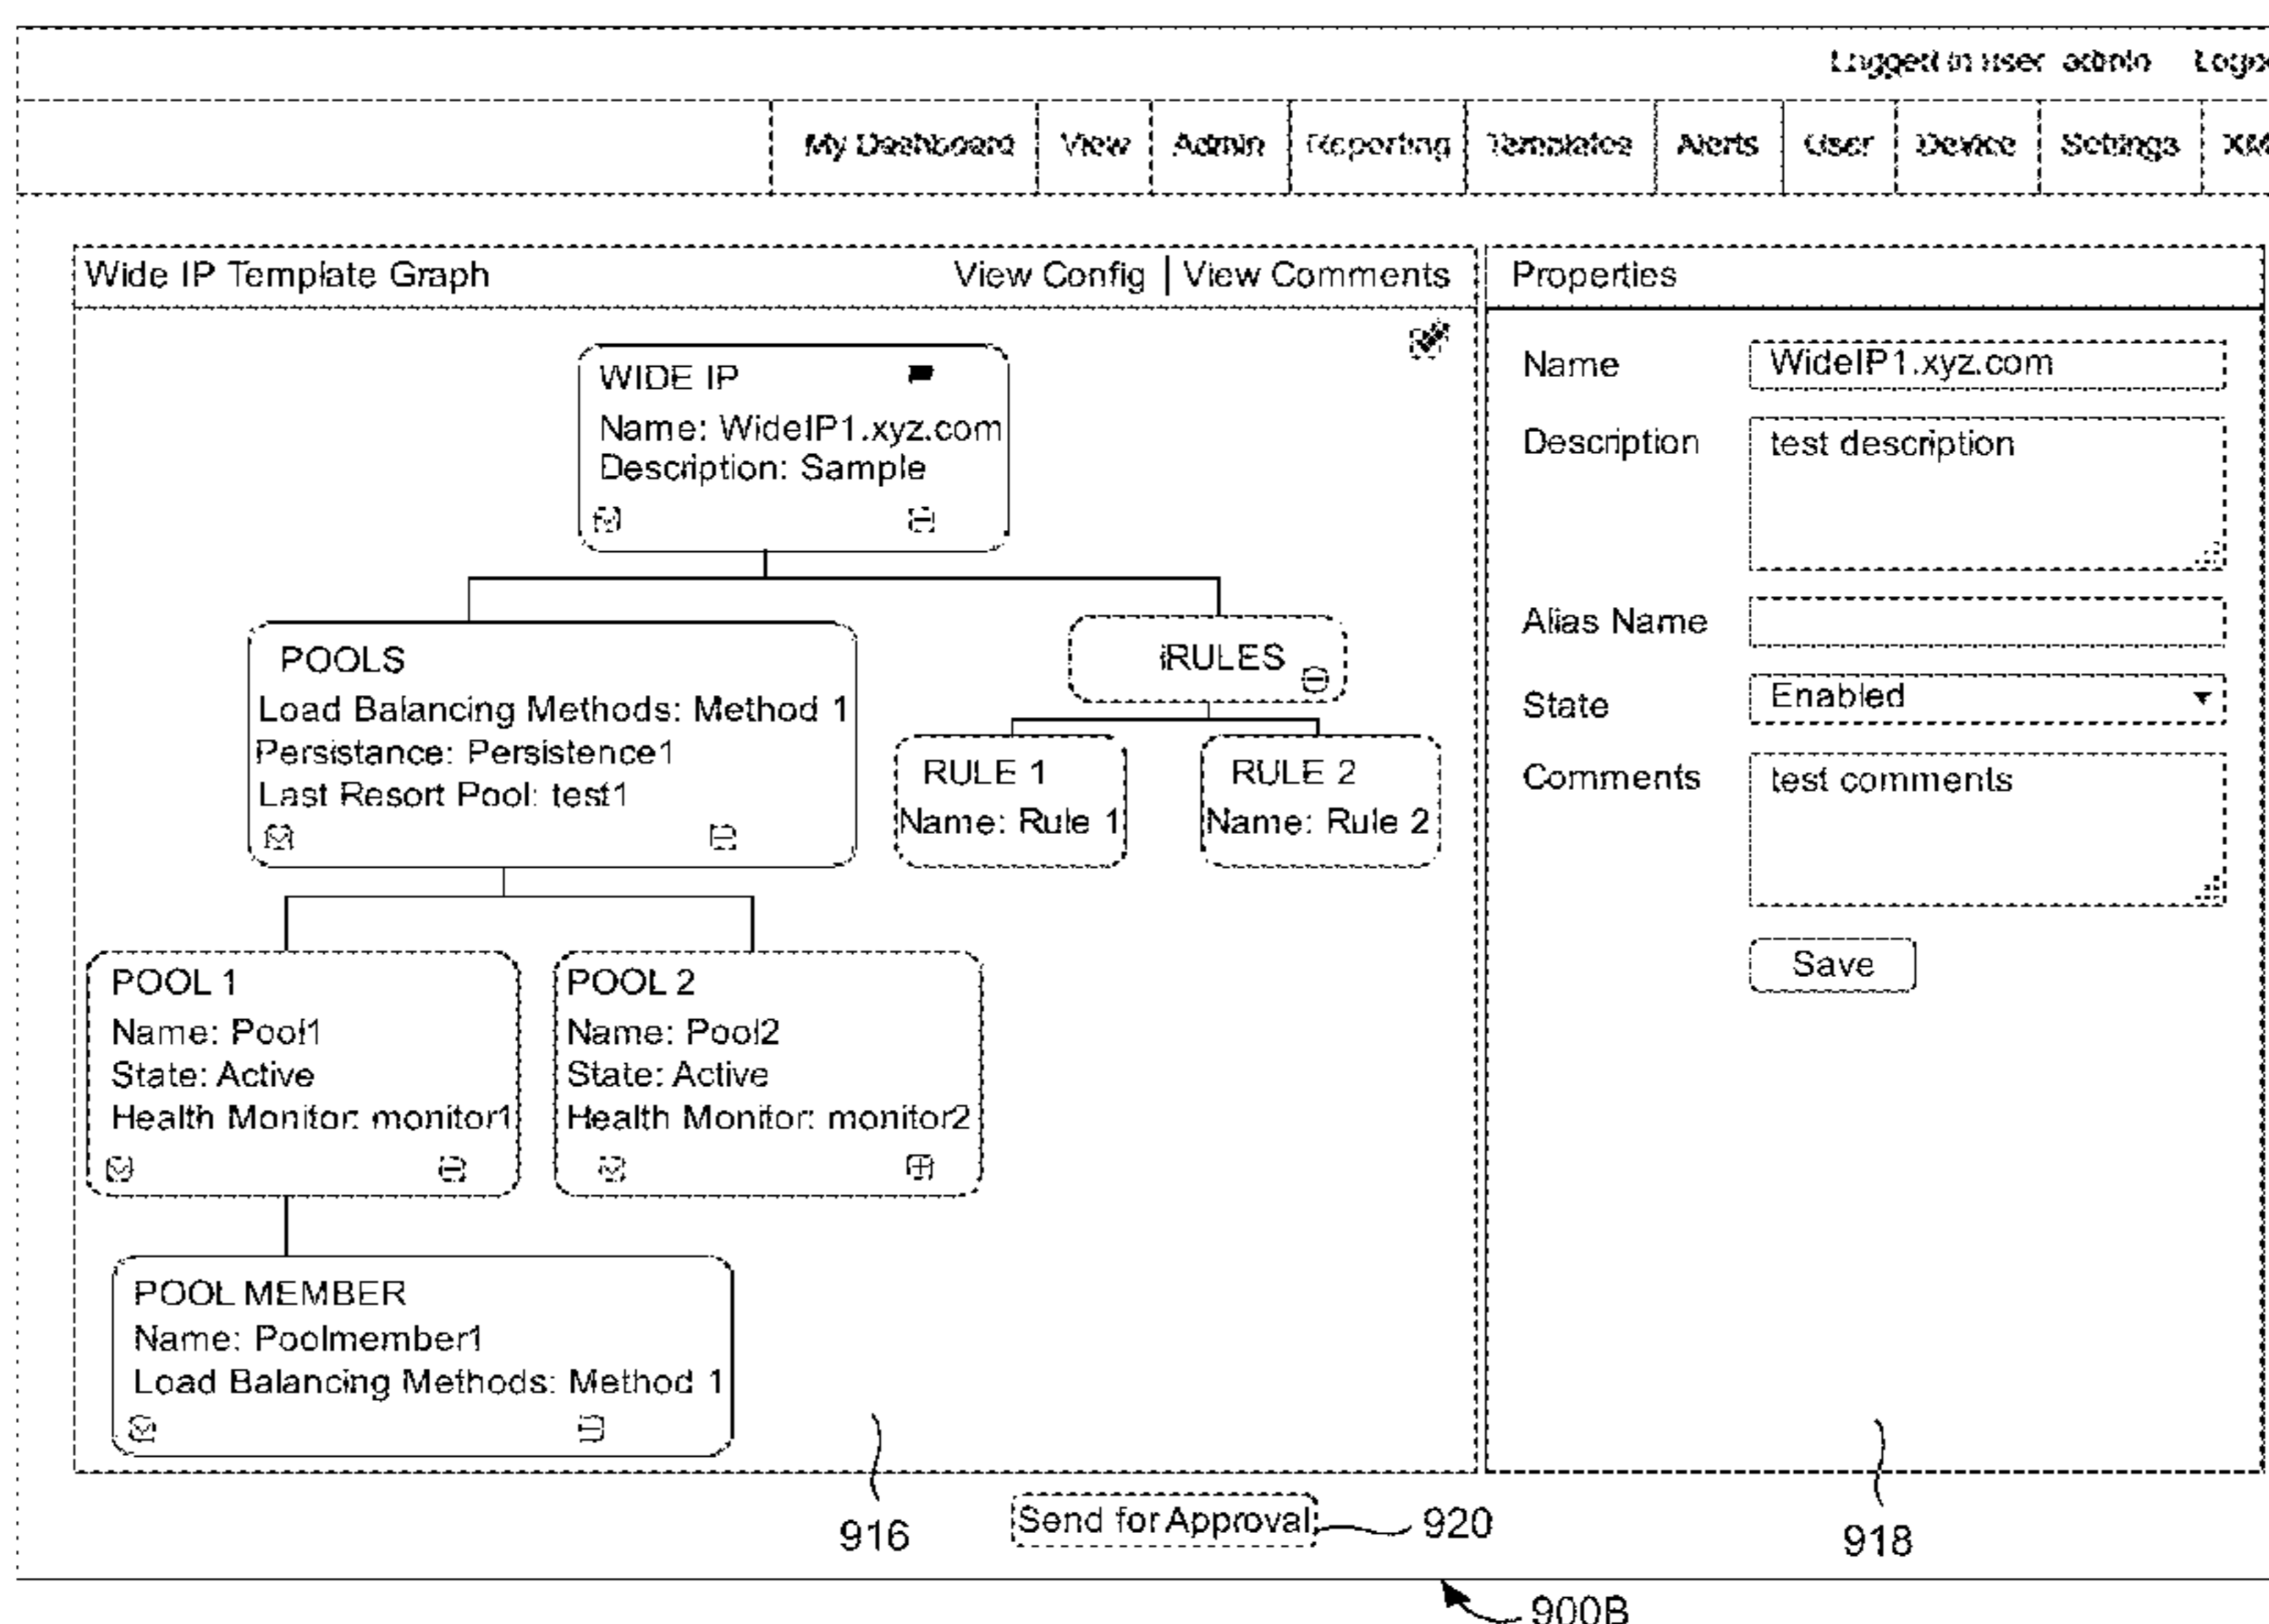 Logged in user admin
My Dashboard View Admin Reporting Templates Alerts User Device Settings
Wide IP Template Graph View Config | View Comments Properties
WIDE IP
Name: WideIP1.xyz.com
Description: Sample
POOLS
Load Balancing Methods: Method 1
Persistance: Persistence1
Last Resort Pool: test1
iRULES
RULE 1
Name: Rule 1
RULE 2
Name: Rule 2
POOL 1
Name: Pool1
State: Active
Health Monitor: monitor1
POOL 2
Name: Pool2
State: Active
Health Monitor: monitor2
POOL MEMBER
Name: Poolmember1
Load Balancing Methods: Method 1
Name WideIP1.xyz.com
Description test description
Alias Name
State Enabled
Comments test comments
Save
916
Send for Approval
920
918
900B